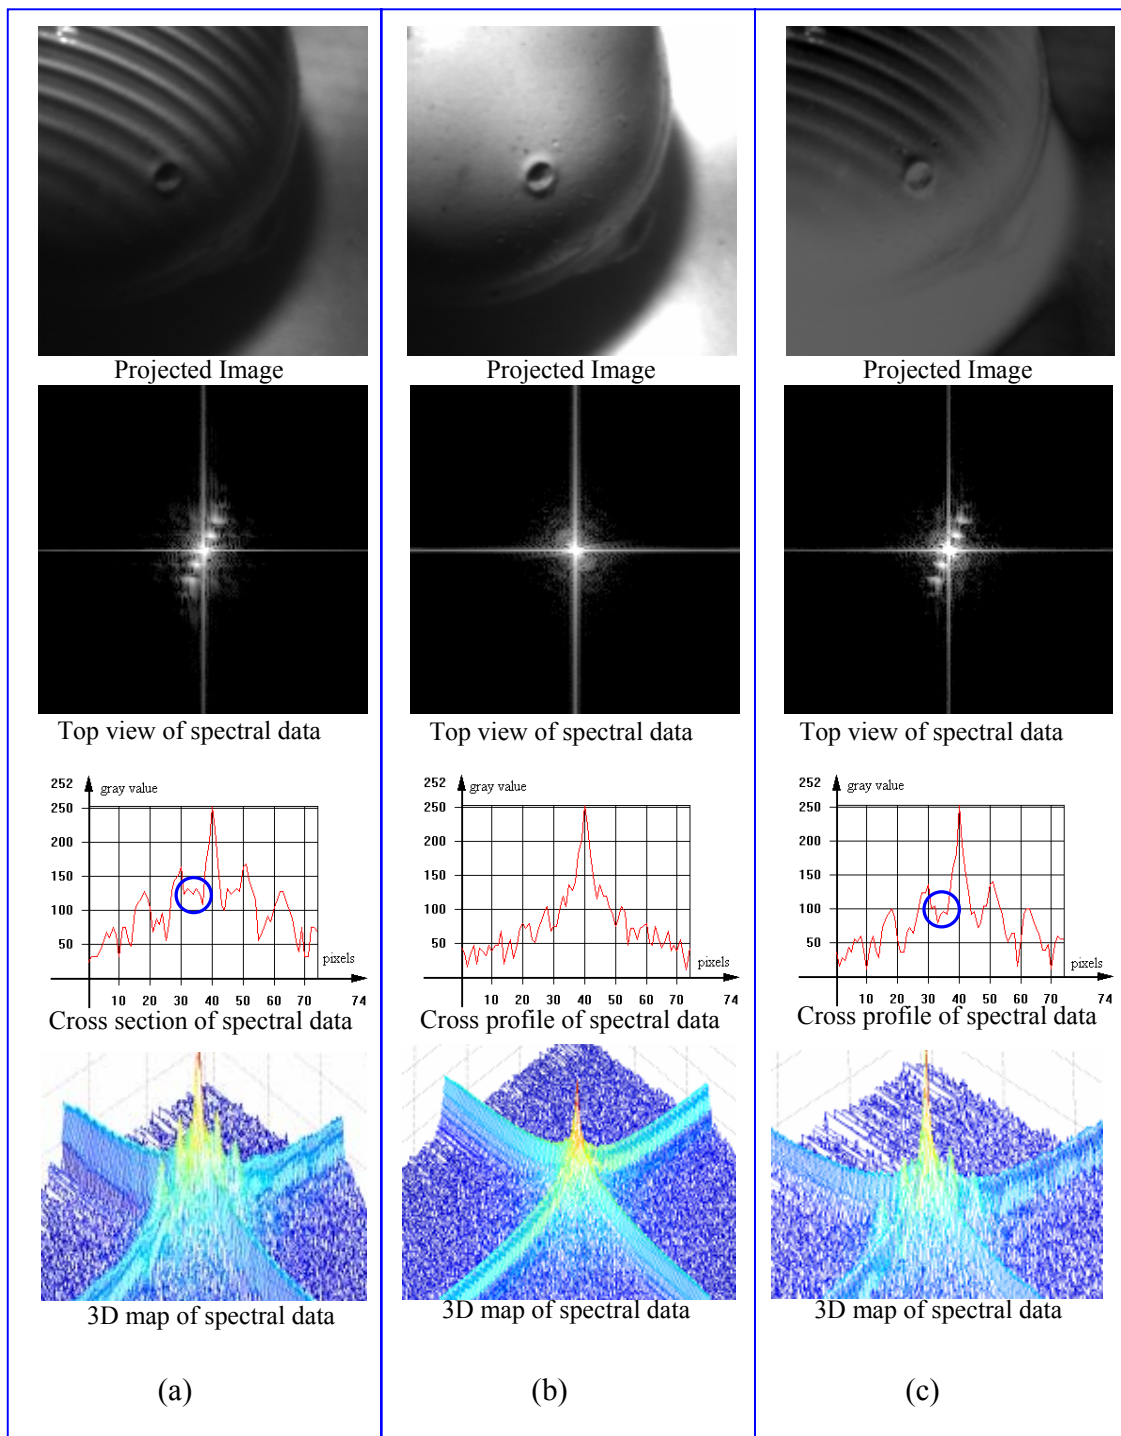 Projected Image
Top view of spectral data
252
gray value
250
200
150
100
50
pixels
10 20 30 40 50 60 70 74
Cross section of spectral data
3D map of spectral data
(a)
Projected Image
Top view of spectral data
252
gray value
250
200
150
100
50
pixels
10 20 30 40 50 60 70 74
Cross profile of spectral data
3D map of spectral data
(b)
Projected Image
Top view of spectral data
252
gray value
250
200
150
100
50
pixels
10 20 30 40 50 60 70 74
Cross profile of spectral data
3D map of spectral data
(c)